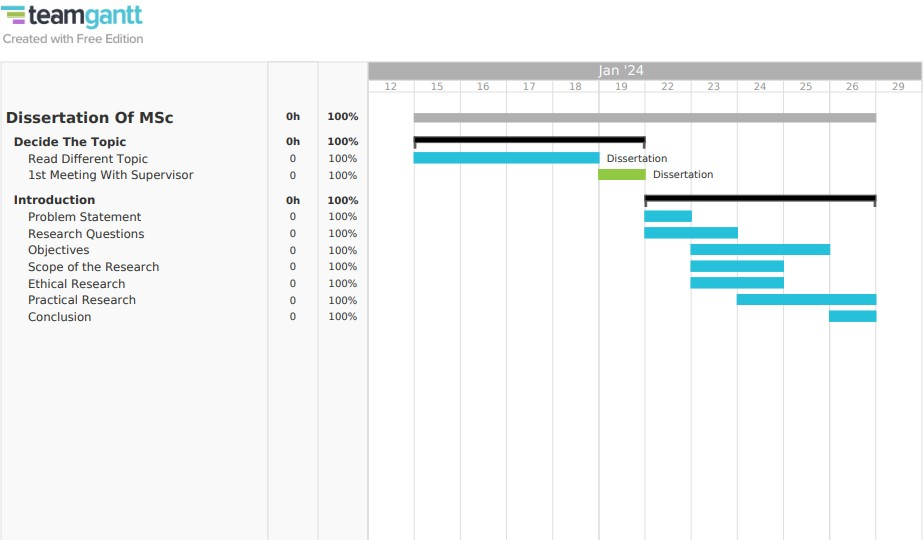 teamgantt
Created with Free Edition
Jan '24
12 15 16 17 18 19 22 23 24 25 26 29
Dissertation Of MSc 0h 100%
Decide The Topic 0h 100%
Read Different Topic 0 100% Dissertation
1st Meeting With Supervisor 0 100% Dissertation
Introduction 0h 100%
Problem Statement 0 100%
Research Questions 0 100%
Objectives 0 100%
Scope of the Research 0 100%
Ethical Research 0 100%
Practical Research 0 100%
Conclusion 0 100%